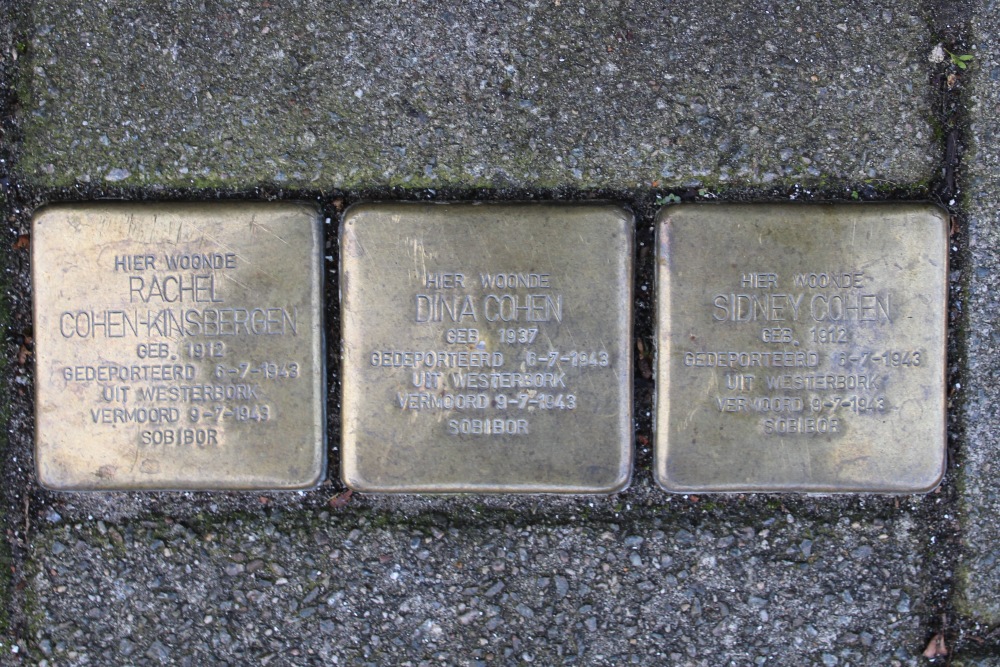 HIER WOONDE
RACHEL
COHEN-KINSBERGEN
GEB. 1912
GEDEPORTEERD 6-7-1943
UIT WESTERBORK
VERMOORD 9-7-1943
SOBIBOR
HIER WOONDE
DINA COHEN
GEB. 1937
GEDEPORTEERD 6-7-1943
UIT WESTERBORK
VERMOORD 9-7-1943
SOBIBOR
HIER WOONDE
SIDNEY COHEN
GEB. 1912
GEDEPORTEERD 6-7-1943
UIT WESTERBORK
VERMOORD 9-7-1943
SOBIBOR